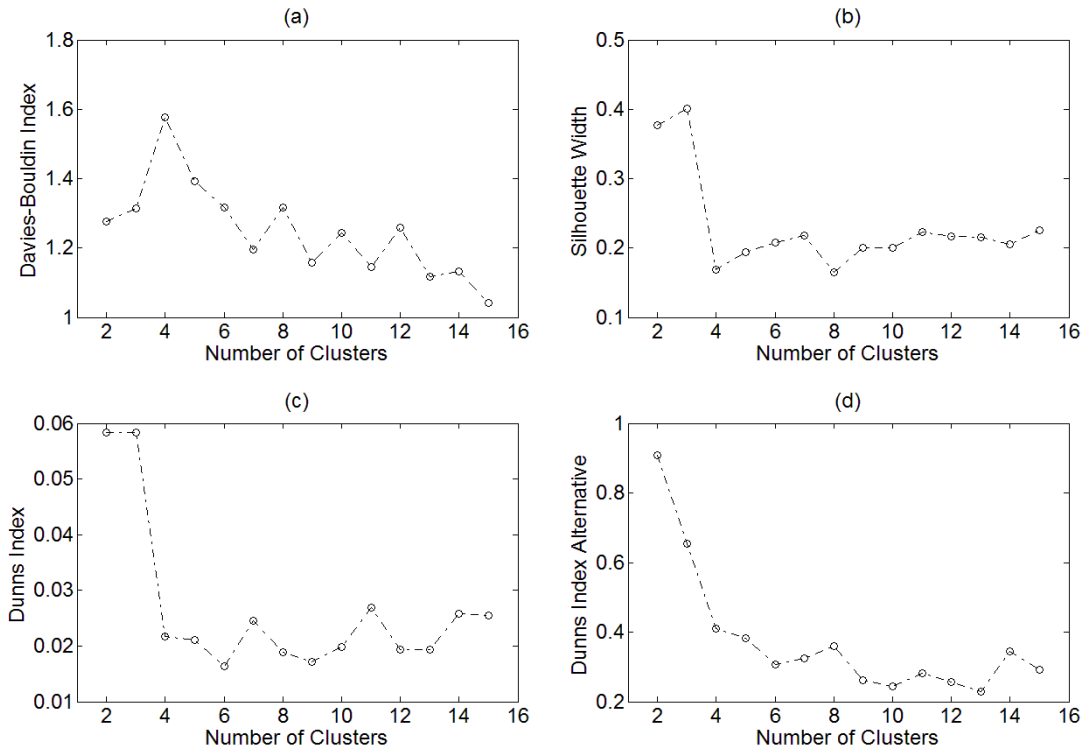 (a)
Davies-Bouldin Index
1.8
1.6
1.4
1.2
1
2 4 6 8 10 12 14 16
Number of Clusters
(b)
Silhouette Width
0.5
0.4
0.3
0.2
0.1
2 4 6 8 10 12 14 16
Number of Clusters
(c)
Dunns Index
0.06
0.05
0.04
0.03
0.02
0.01
2 4 6 8 10 12 14 16
Number of Clusters
(d)
Dunns Index Alternative
1
0.8
0.6
0.4
0.2
2 4 6 8 10 12 14 16
Number of Clusters